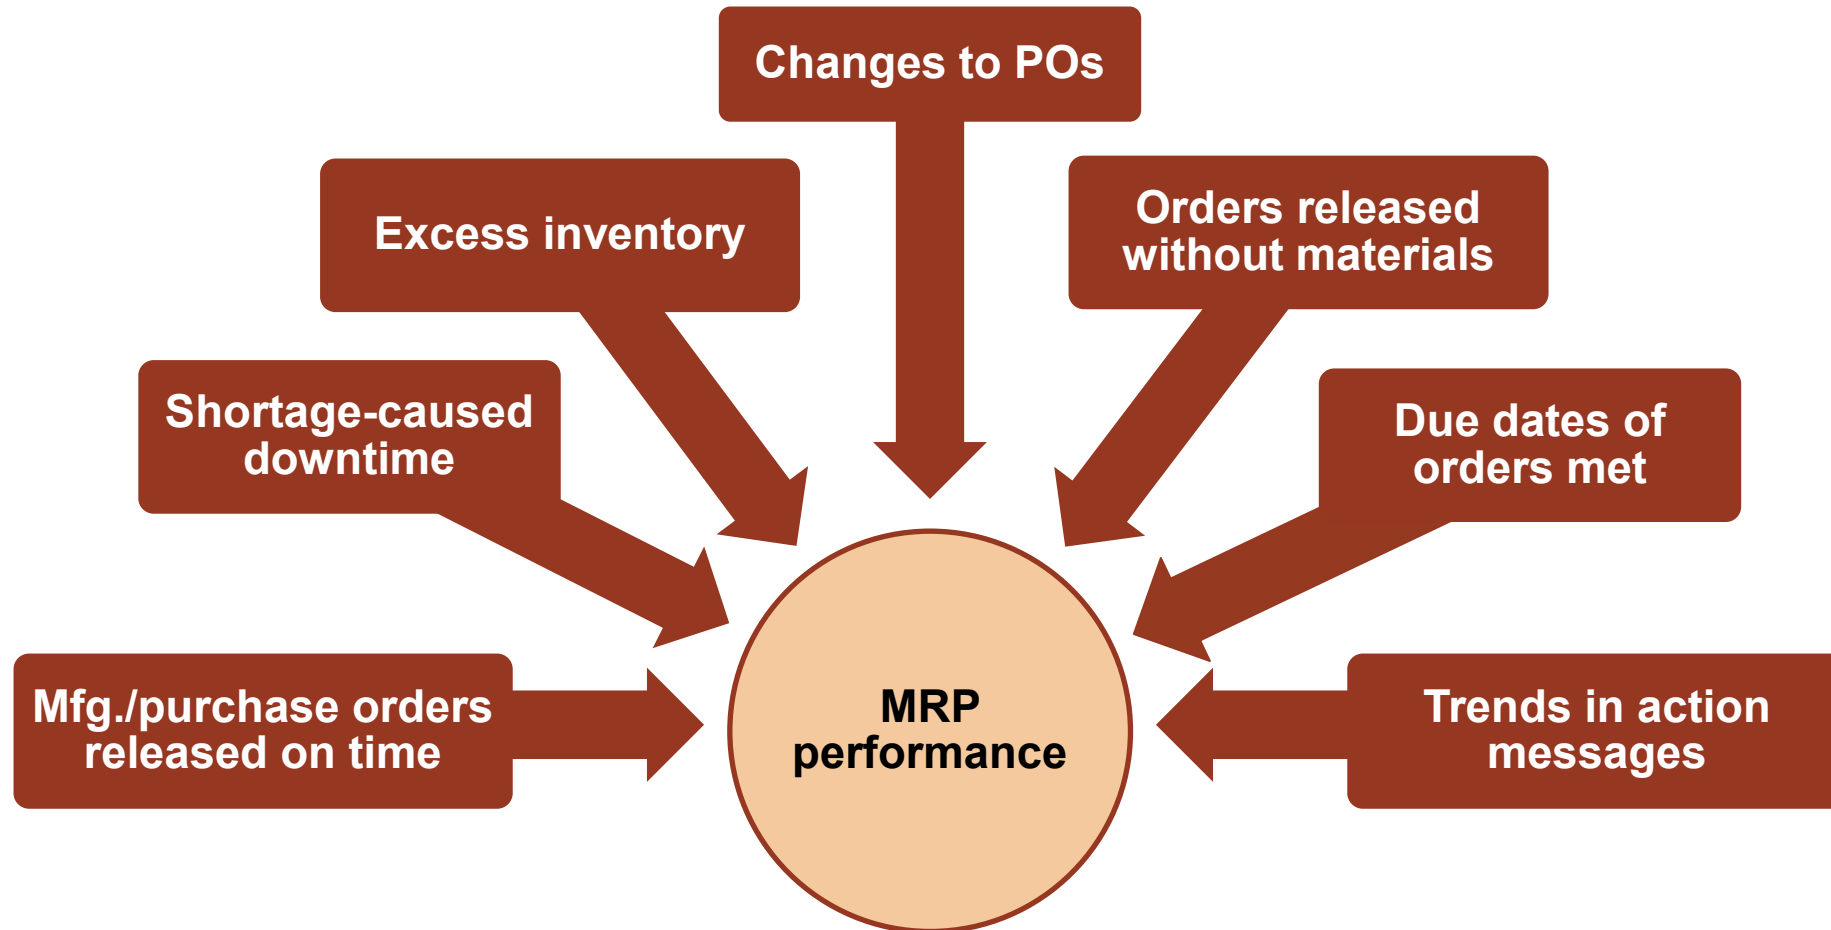 Changes to POs
Excess inventory
Orders released
without materials
Shortage-caused
downtime
Due dates of
orders met
Mfg./purchase orders
released on time
MRP
performance
Trends in action
messages